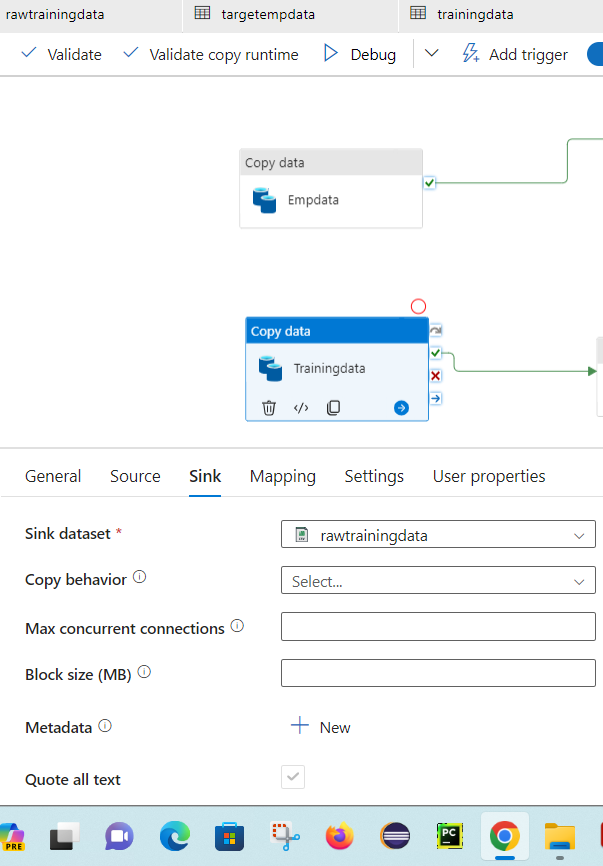 rawtrainingdata
targetempdata
trainingdata
Validate
Validate copy runtime
Debug
Add trigger
Copy data
Empdata
Copy data
Trainingdata
General
Source
Sink
Mapping
Settings
User properties
Sink dataset *
rawtrainingdata
Copy behavior
Select...
Max concurrent connections
Block size (MB)
Metadata
New
Quote all text
PRE
PC